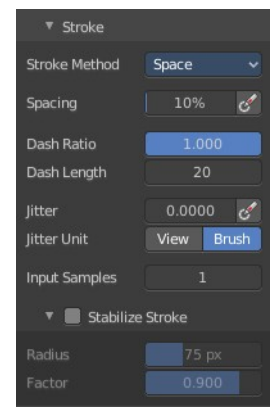 Stroke
Stroke Method Space
Spacing 10%
Dash Ratio 1.000
Dash Length 20
Jitter 0.0000
Jitter Unit View Brush
Input Samples 1
Stabilize Stroke
Radius 75 px
Factor 0.900